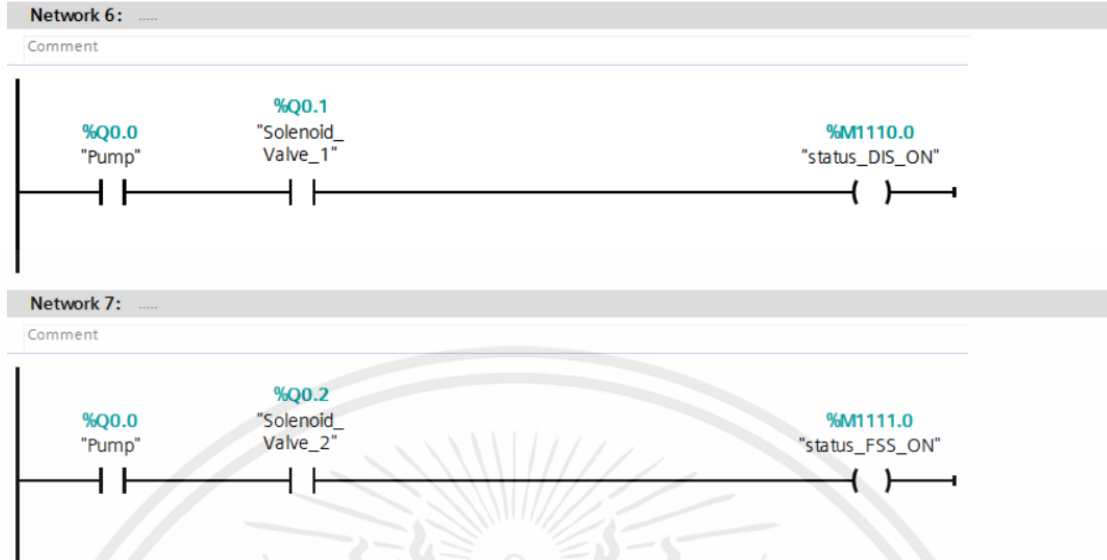 Network 6: .....
Comment
%Q0.0
"Pump"
%Q0.1
"Solenoid_
Valve_1"
%M1110.0
"status_DIS_ON"
Network 7: .....
Comment
%Q0.0
"Pump"
%Q0.2
"Solenoid_
Valve_2"
%M1111.0
"status_FSS_ON"